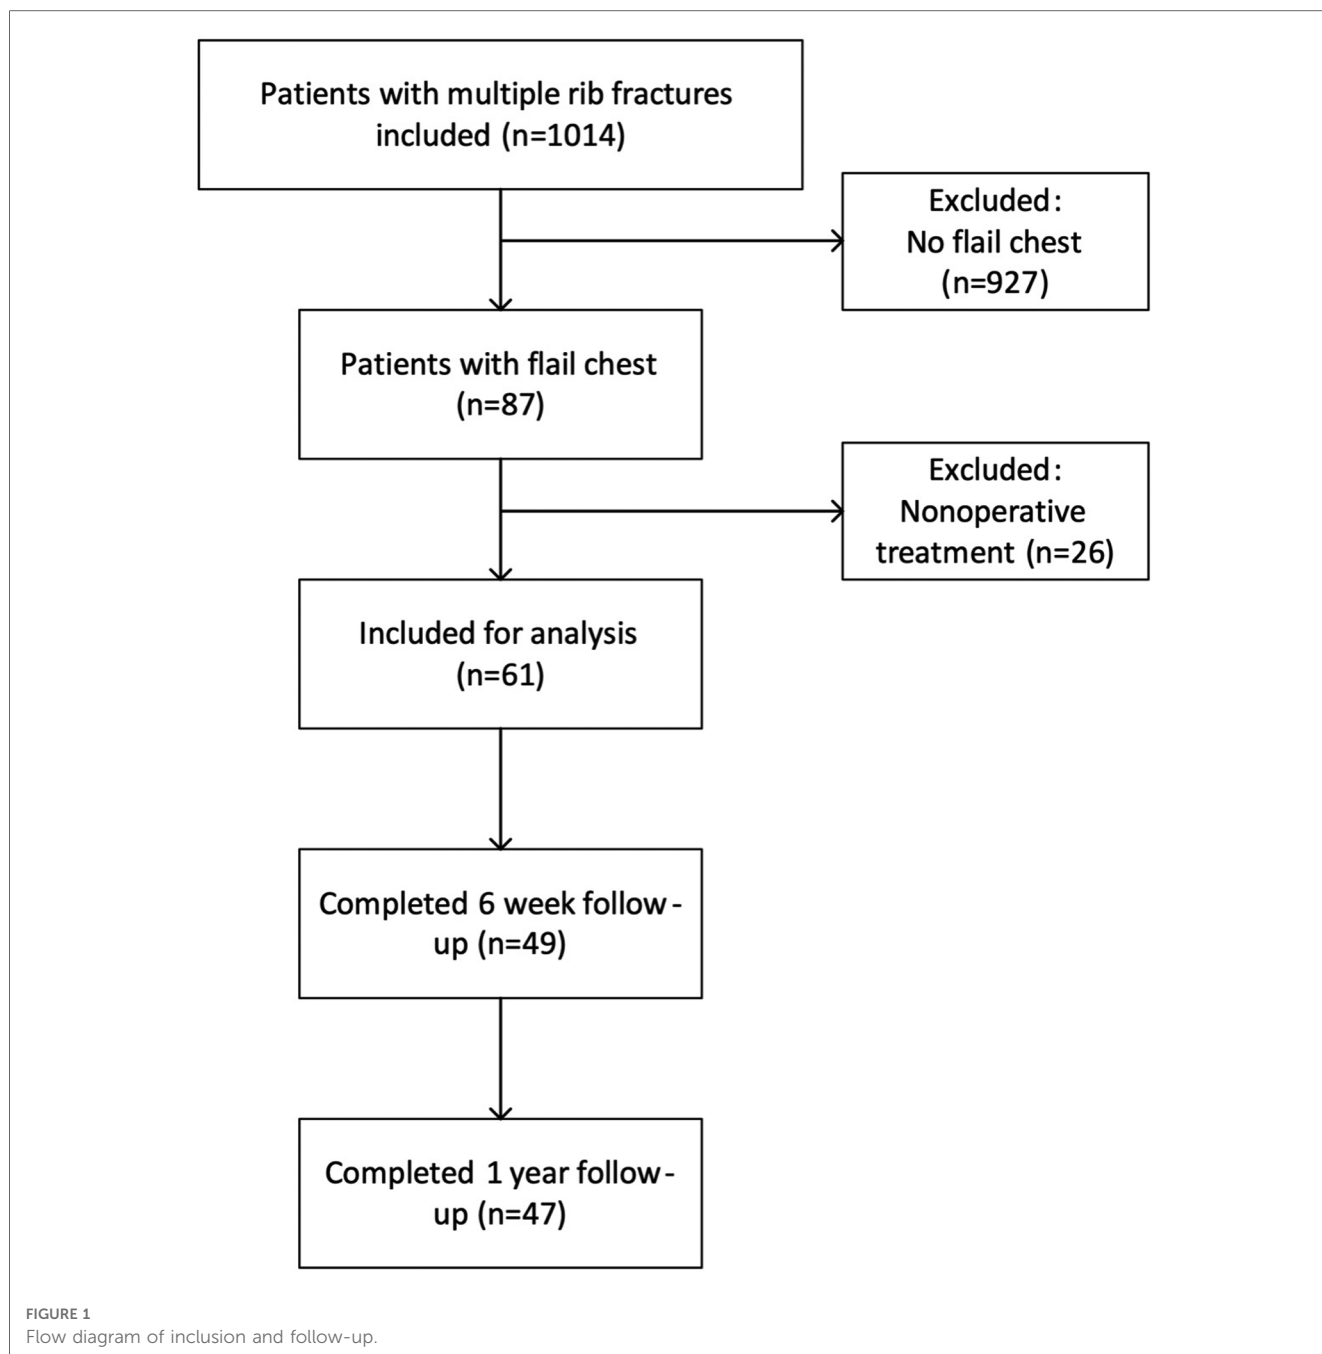 Patients with multiple rib fractures
included (n=1014)
Excluded:
No flail chest
(n=927)
Patients with flail chest
(n=87)
Excluded:
Nonoperative
treatment (n=26)
Included for analysis
(n=61)
Completed 6 week follow-
up (n=49)
Completed 1 year follow-
up (n=47)
FIGURE 1
Flow diagram of inclusion and follow-up.